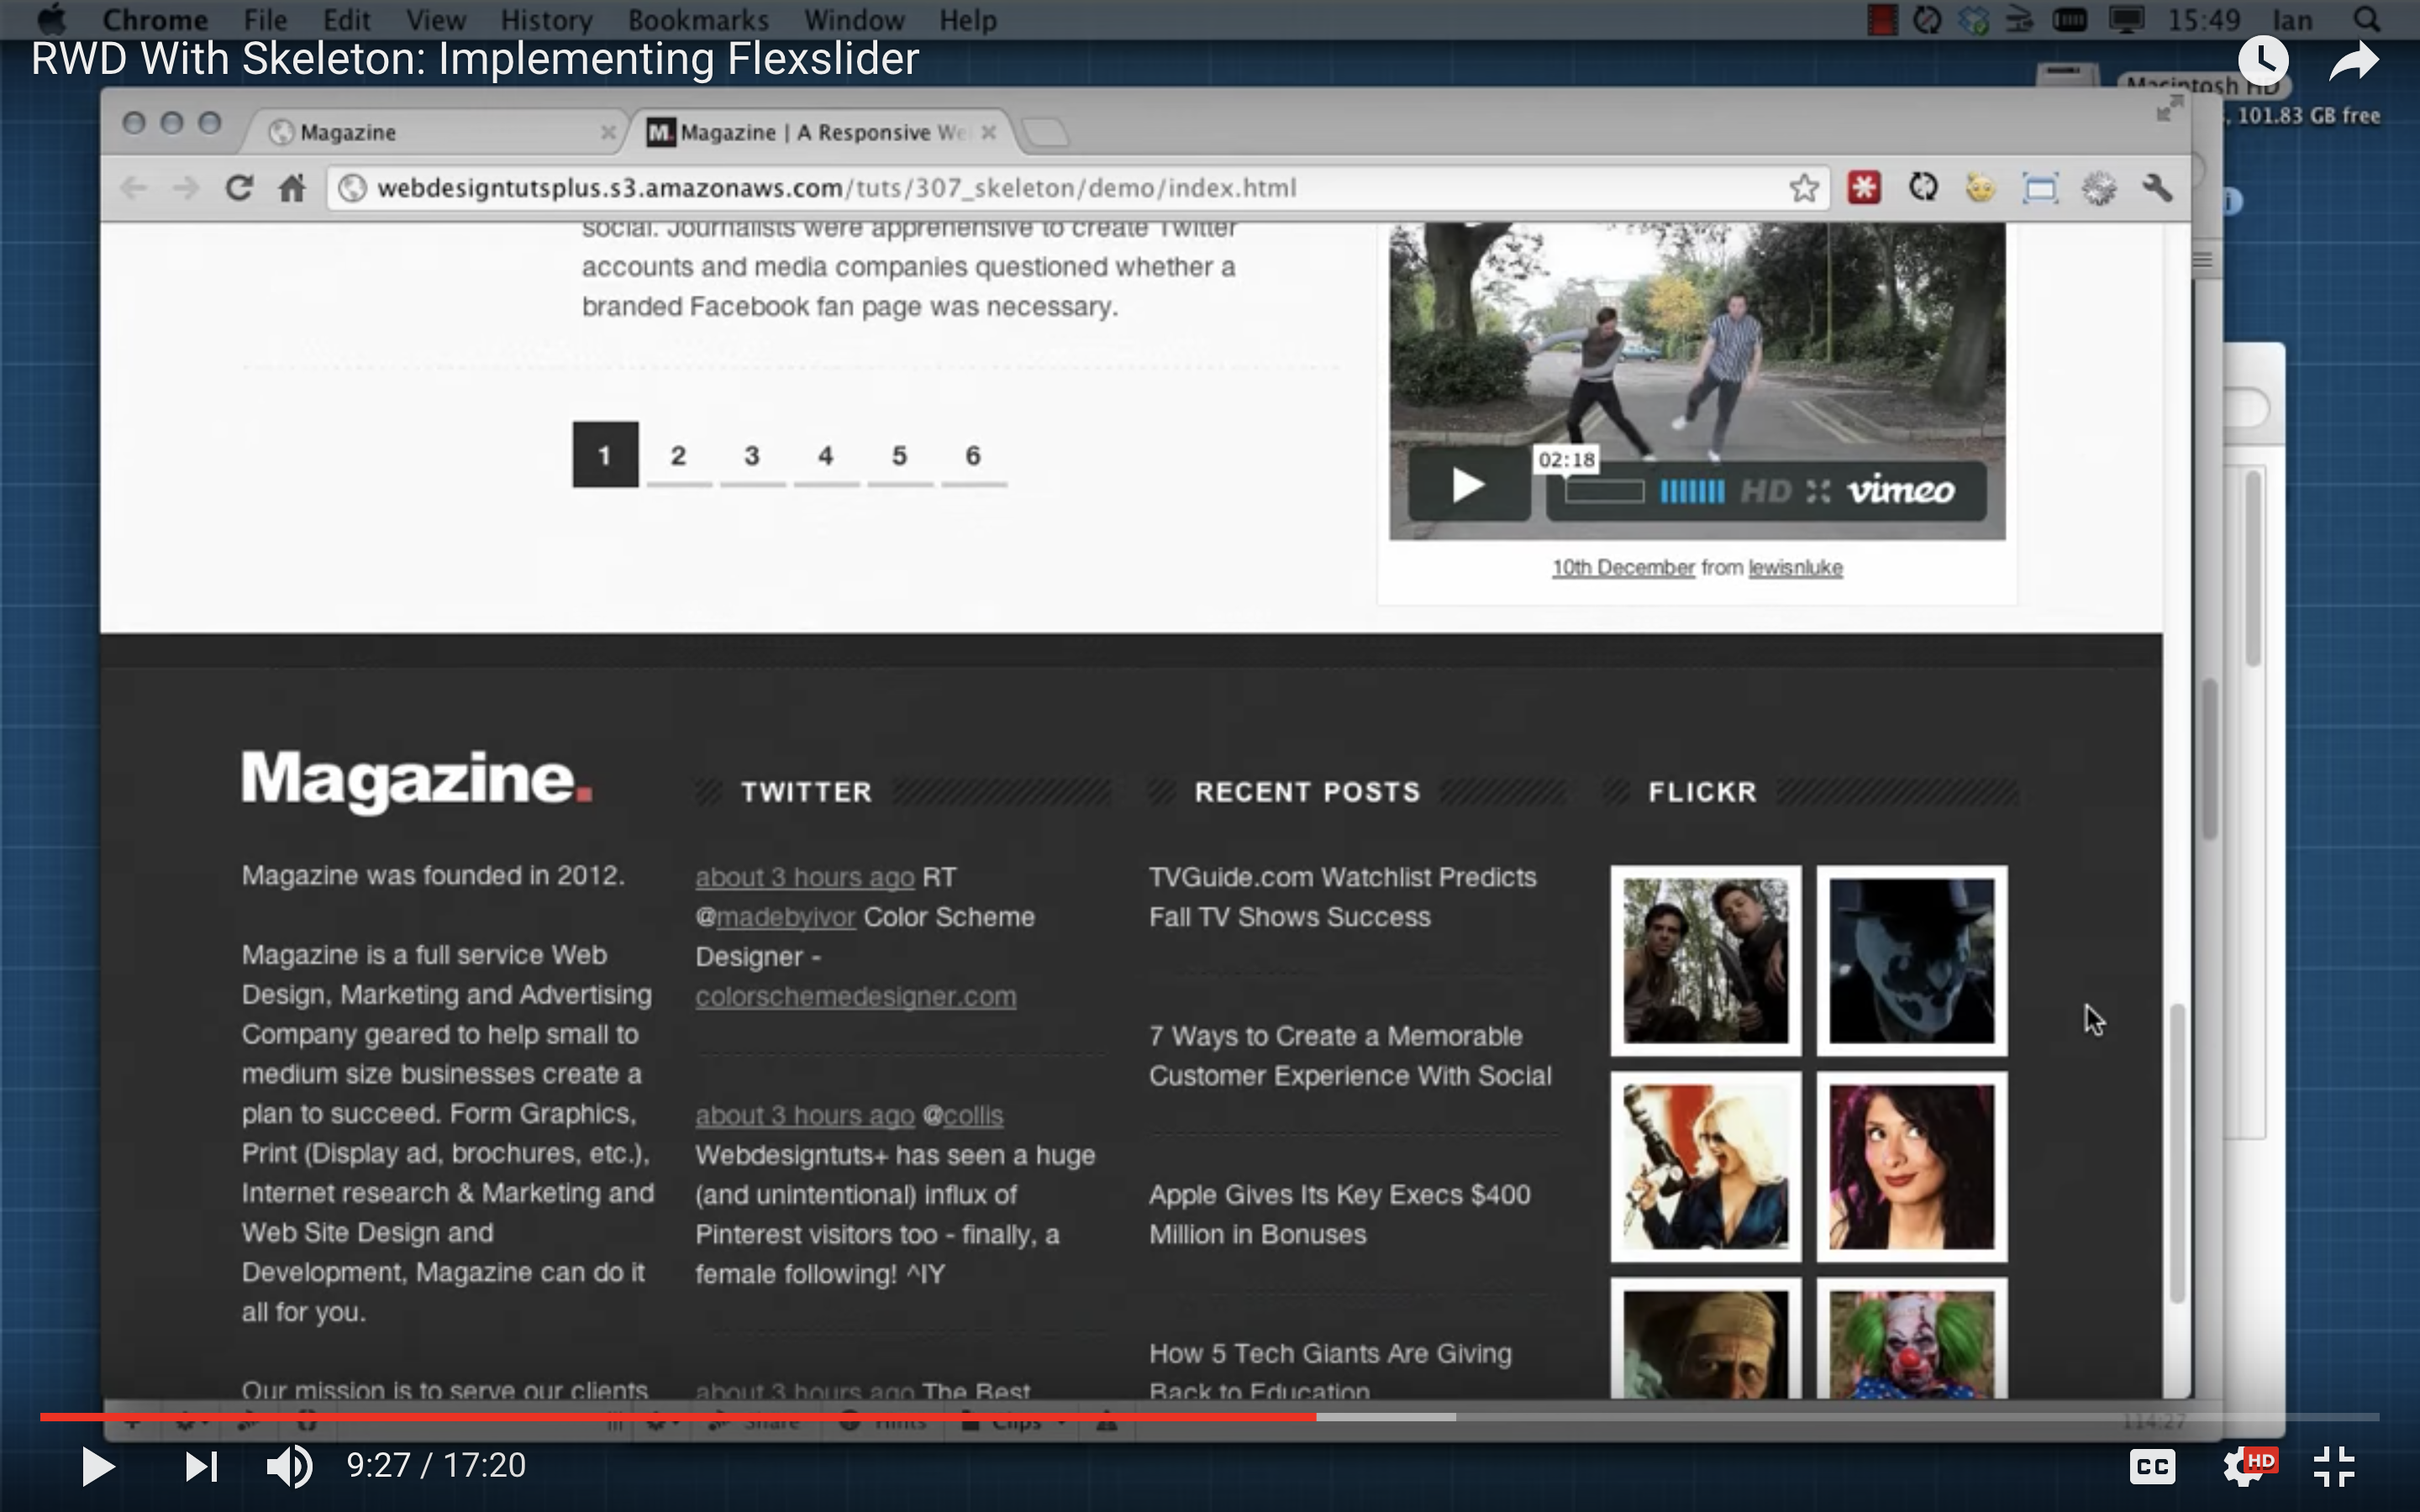 Chrome File Edit View History Bookmarks Window Help 15:49 Ian
RWD With Skeleton: Implementing Flexslider
Macintosh HD
, 101.83 GB free
Magazine
M. Magazine | A Responsive We
webdesigntutsplus.s3.amazonaws.com/tuts/307_skeleton/demo/index.html
social. Journalists were apprehensive to create Twitter
accounts and media companies questioned whether a
branded Facebook fan page was necessary.
1 2 3 4 5 6
02:18
HD vimeo
10th December from lewisnluke
Magazine.
Magazine was founded in 2012.
Magazine is a full service Web
Design, Marketing and Advertising
Company geared to help small to
medium size businesses create a
plan to succeed. Form Graphics,
Print (Display ad, brochures, etc.),
Internet research & Marketing and
Web Site Design and
Development, Magazine can do it
all for you.
Our mission is to serve our clients
TWITTER
about 3 hours ago RT
@madebyivor Color Scheme
Designer -
colorschemedesigner.com
about 3 hours ago @collis
Webdesigntuts+ has seen a huge
(and unintentional) influx of
Pinterest visitors too - finally, a
female following! ^IY
about 3 hours ago The Best
RECENT POSTS
TVGuide.com Watchlist Predicts
Fall TV Shows Success
7 Ways to Create a Memorable
Customer Experience With Social
Apple Gives Its Key Execs $400
Million in Bonuses
How 5 Tech Giants Are Giving
Back to Education
FLICKR
Share Hints Clips 114:27
9:27 / 17:20
CC HD